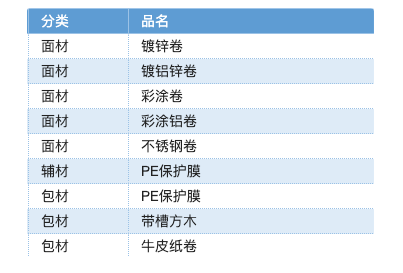 分类 品名
面材 镀锌卷
面材 镀铝锌卷
面材 彩涂卷
面材 彩涂铝卷
面材 不锈钢卷
辅材 PE保护膜
包材 PE保护膜
包材 带槽方木
包材 牛皮纸卷